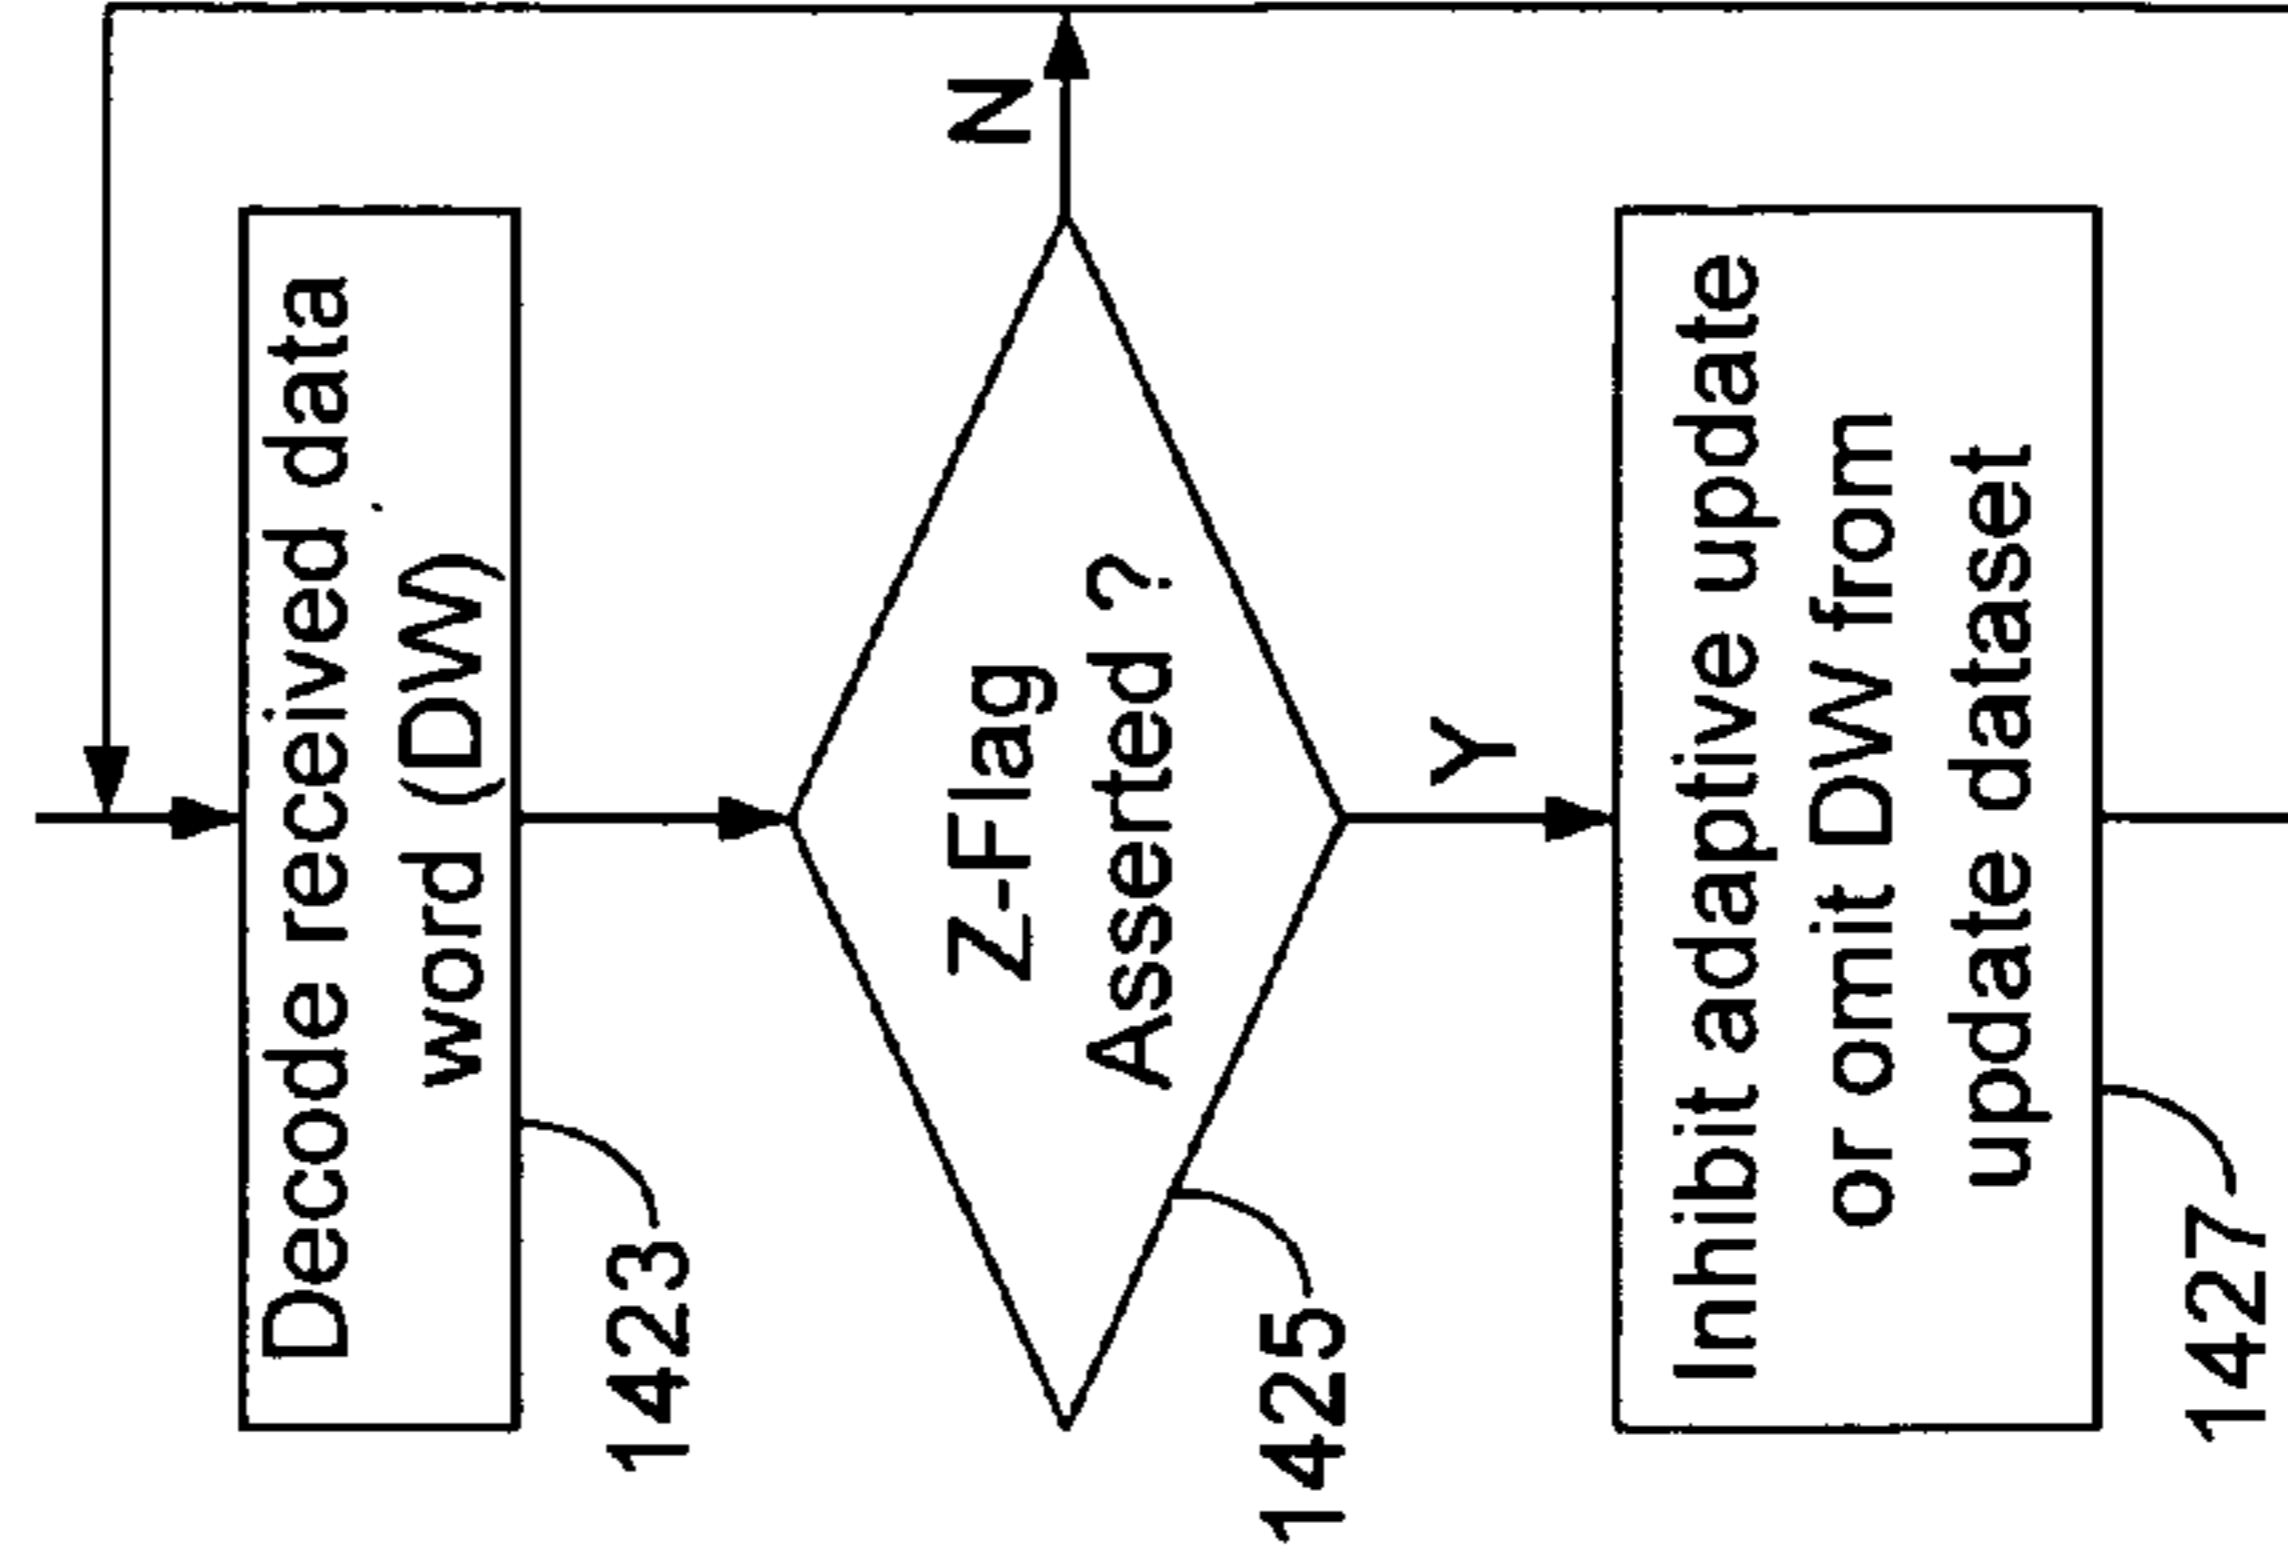 Decode received data
word (DW)
1423
Z-Flag
Asserted ?
N
1425
Y
Inhibit adaptive update
or omit DW from
update dataset
1427